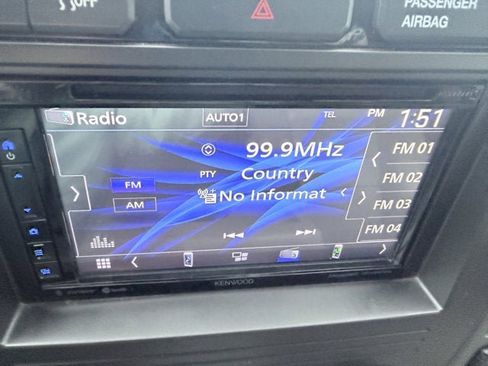 OFF
PASSENGER
AIRBAG
Radio
AUTO1
TEL
PM
1:51
99.9MHz
FM 01
PTY
Country
FM 02
FM
No Informat
AM
FM 03
FM 04
KENWOOD